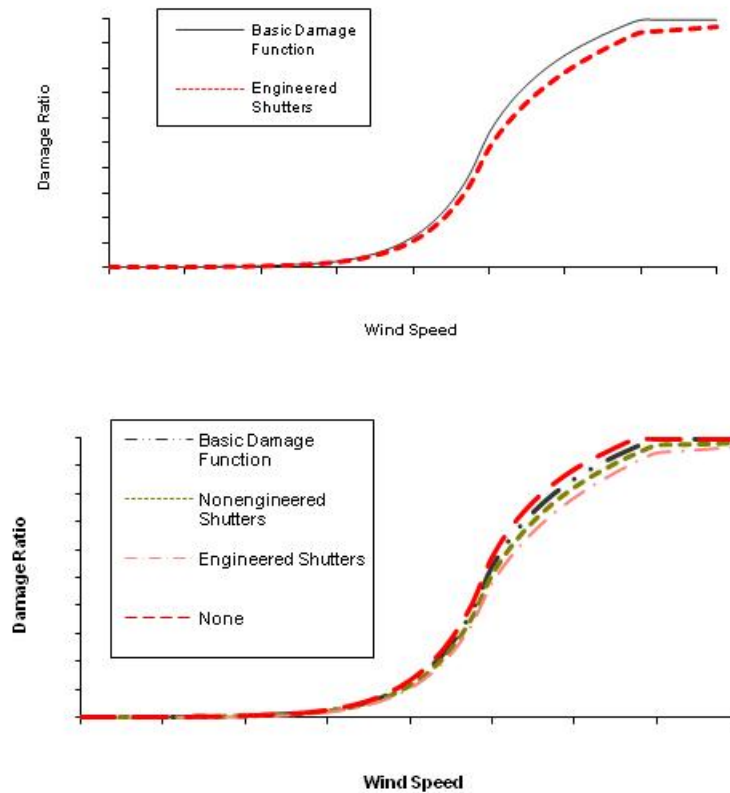 Basic Damage
Function
Engineered
Shutters
Damage Ratio
Wind Speed
Basic Damage
Function
Nonengineered
Shutters
Engineered Shutters
None
Damage Ratio
Wind Speed